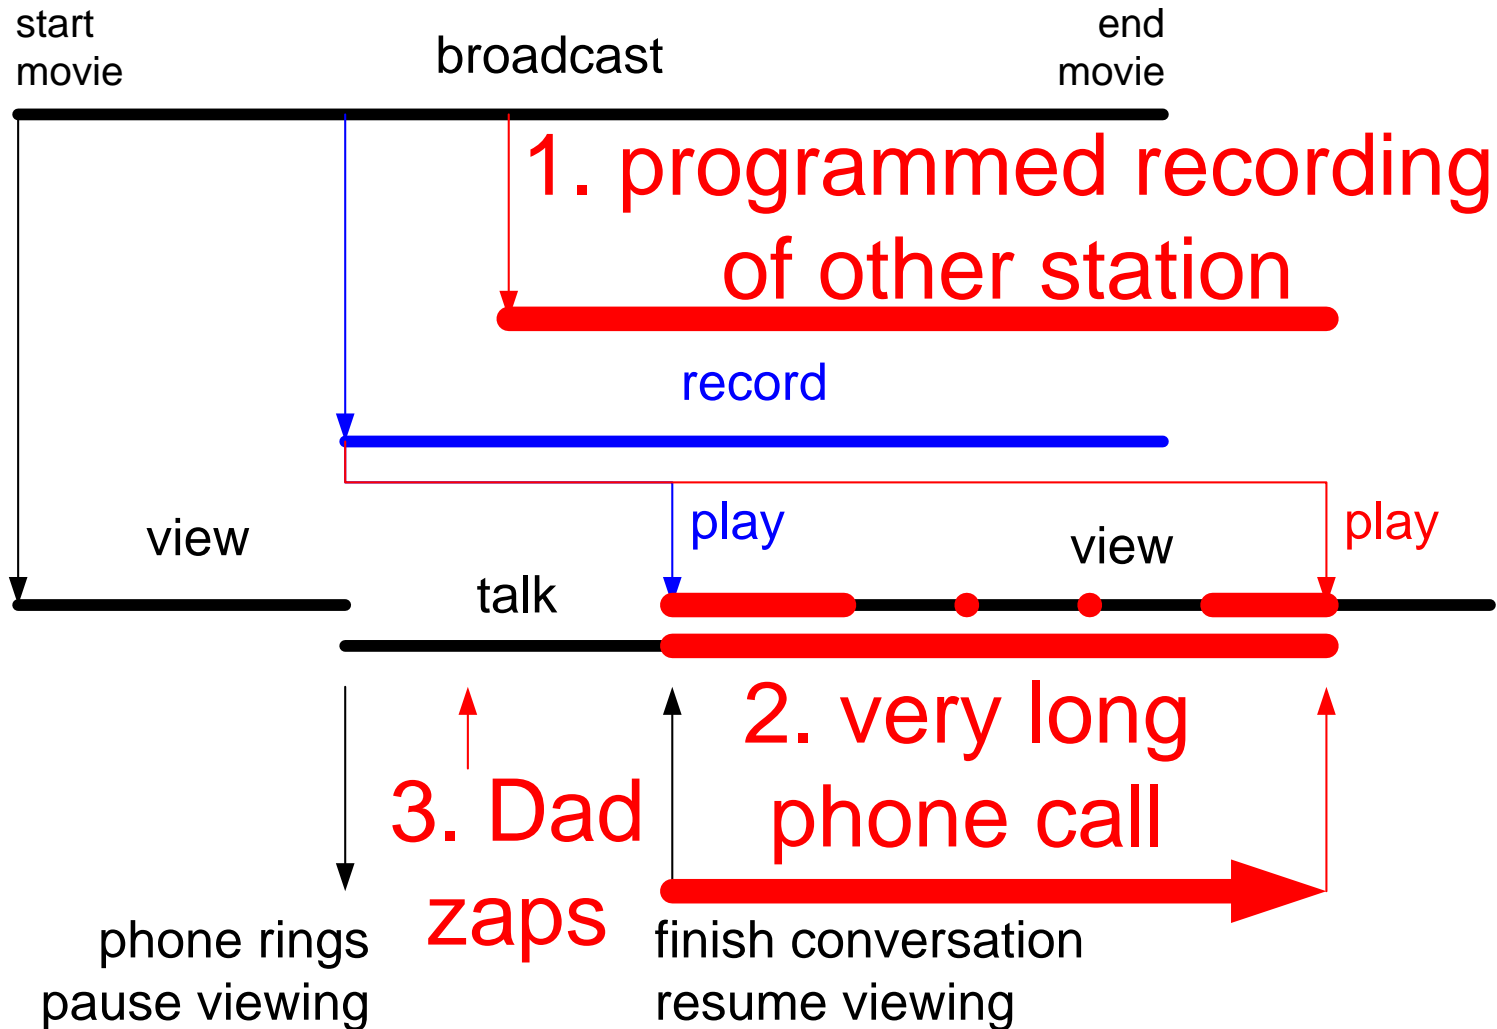 start
movie
broadcast
end
movie
1. programmed recording
of other station
record
view
talk
play
view
play
2. very long
phone call
3. Dad
zaps
phone rings
pause viewing
finish conversation
resume viewing